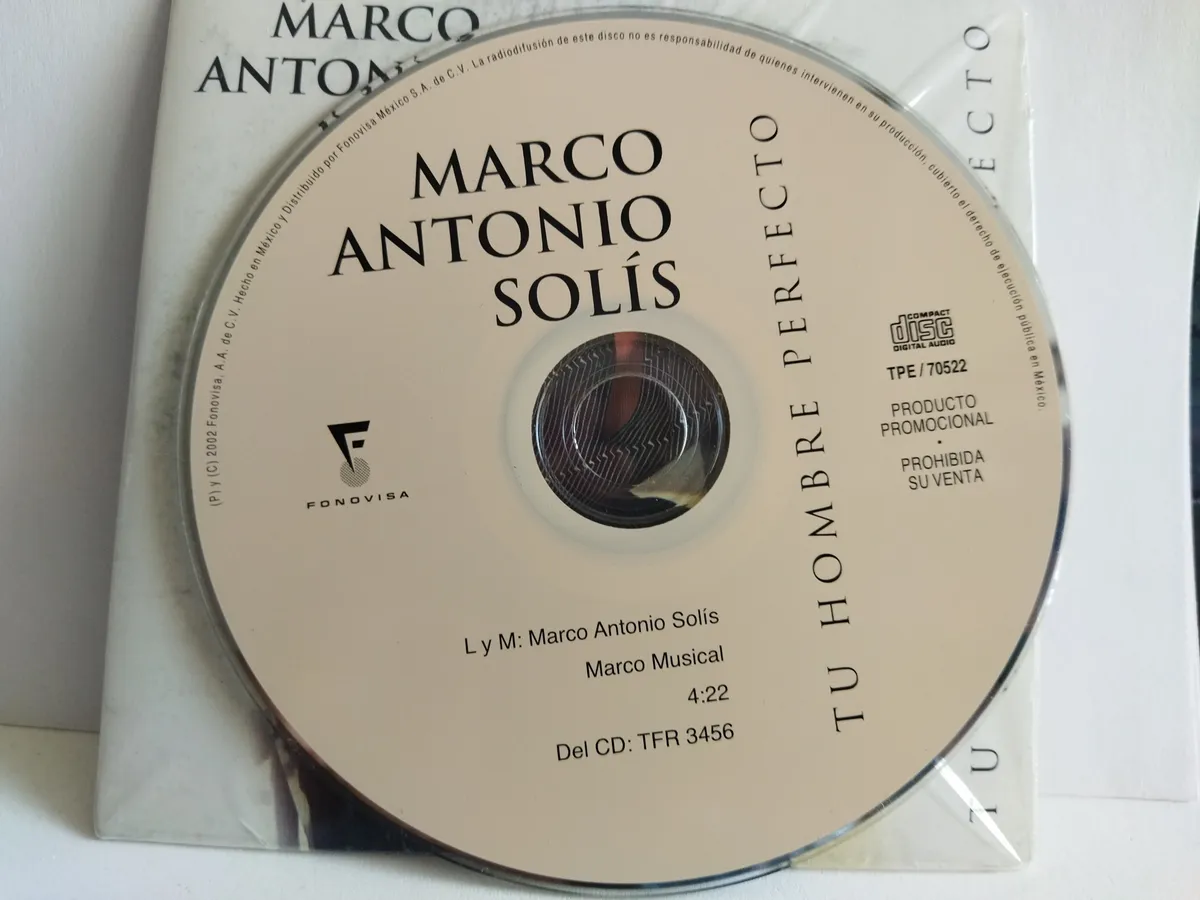 MARCO
ANTON
MARCO
ANTONIO
SOLÍS
TU HOMBRE PERFECTO
COMPACT
disc
DIGITAL AUDIO
TPE / 70522
PRODUCTO
PROMOCIONAL
•
PROHIBIDA
SU VENTA
FONOVISA
L y M: Marco Antonio Solís
Marco Musical
4:22
Del CD: TFR 3456
(P) y (C) 2002 Fonovisa, A.A. de C.V. Hecho en México y Distribuido por Fonovisa México S.A. de C.V. La radiodifusión de este disco no es responsabilidad de quienes intervienen en su producción, cubierto el derecho de ejecución pública en México.
TU
ECTO